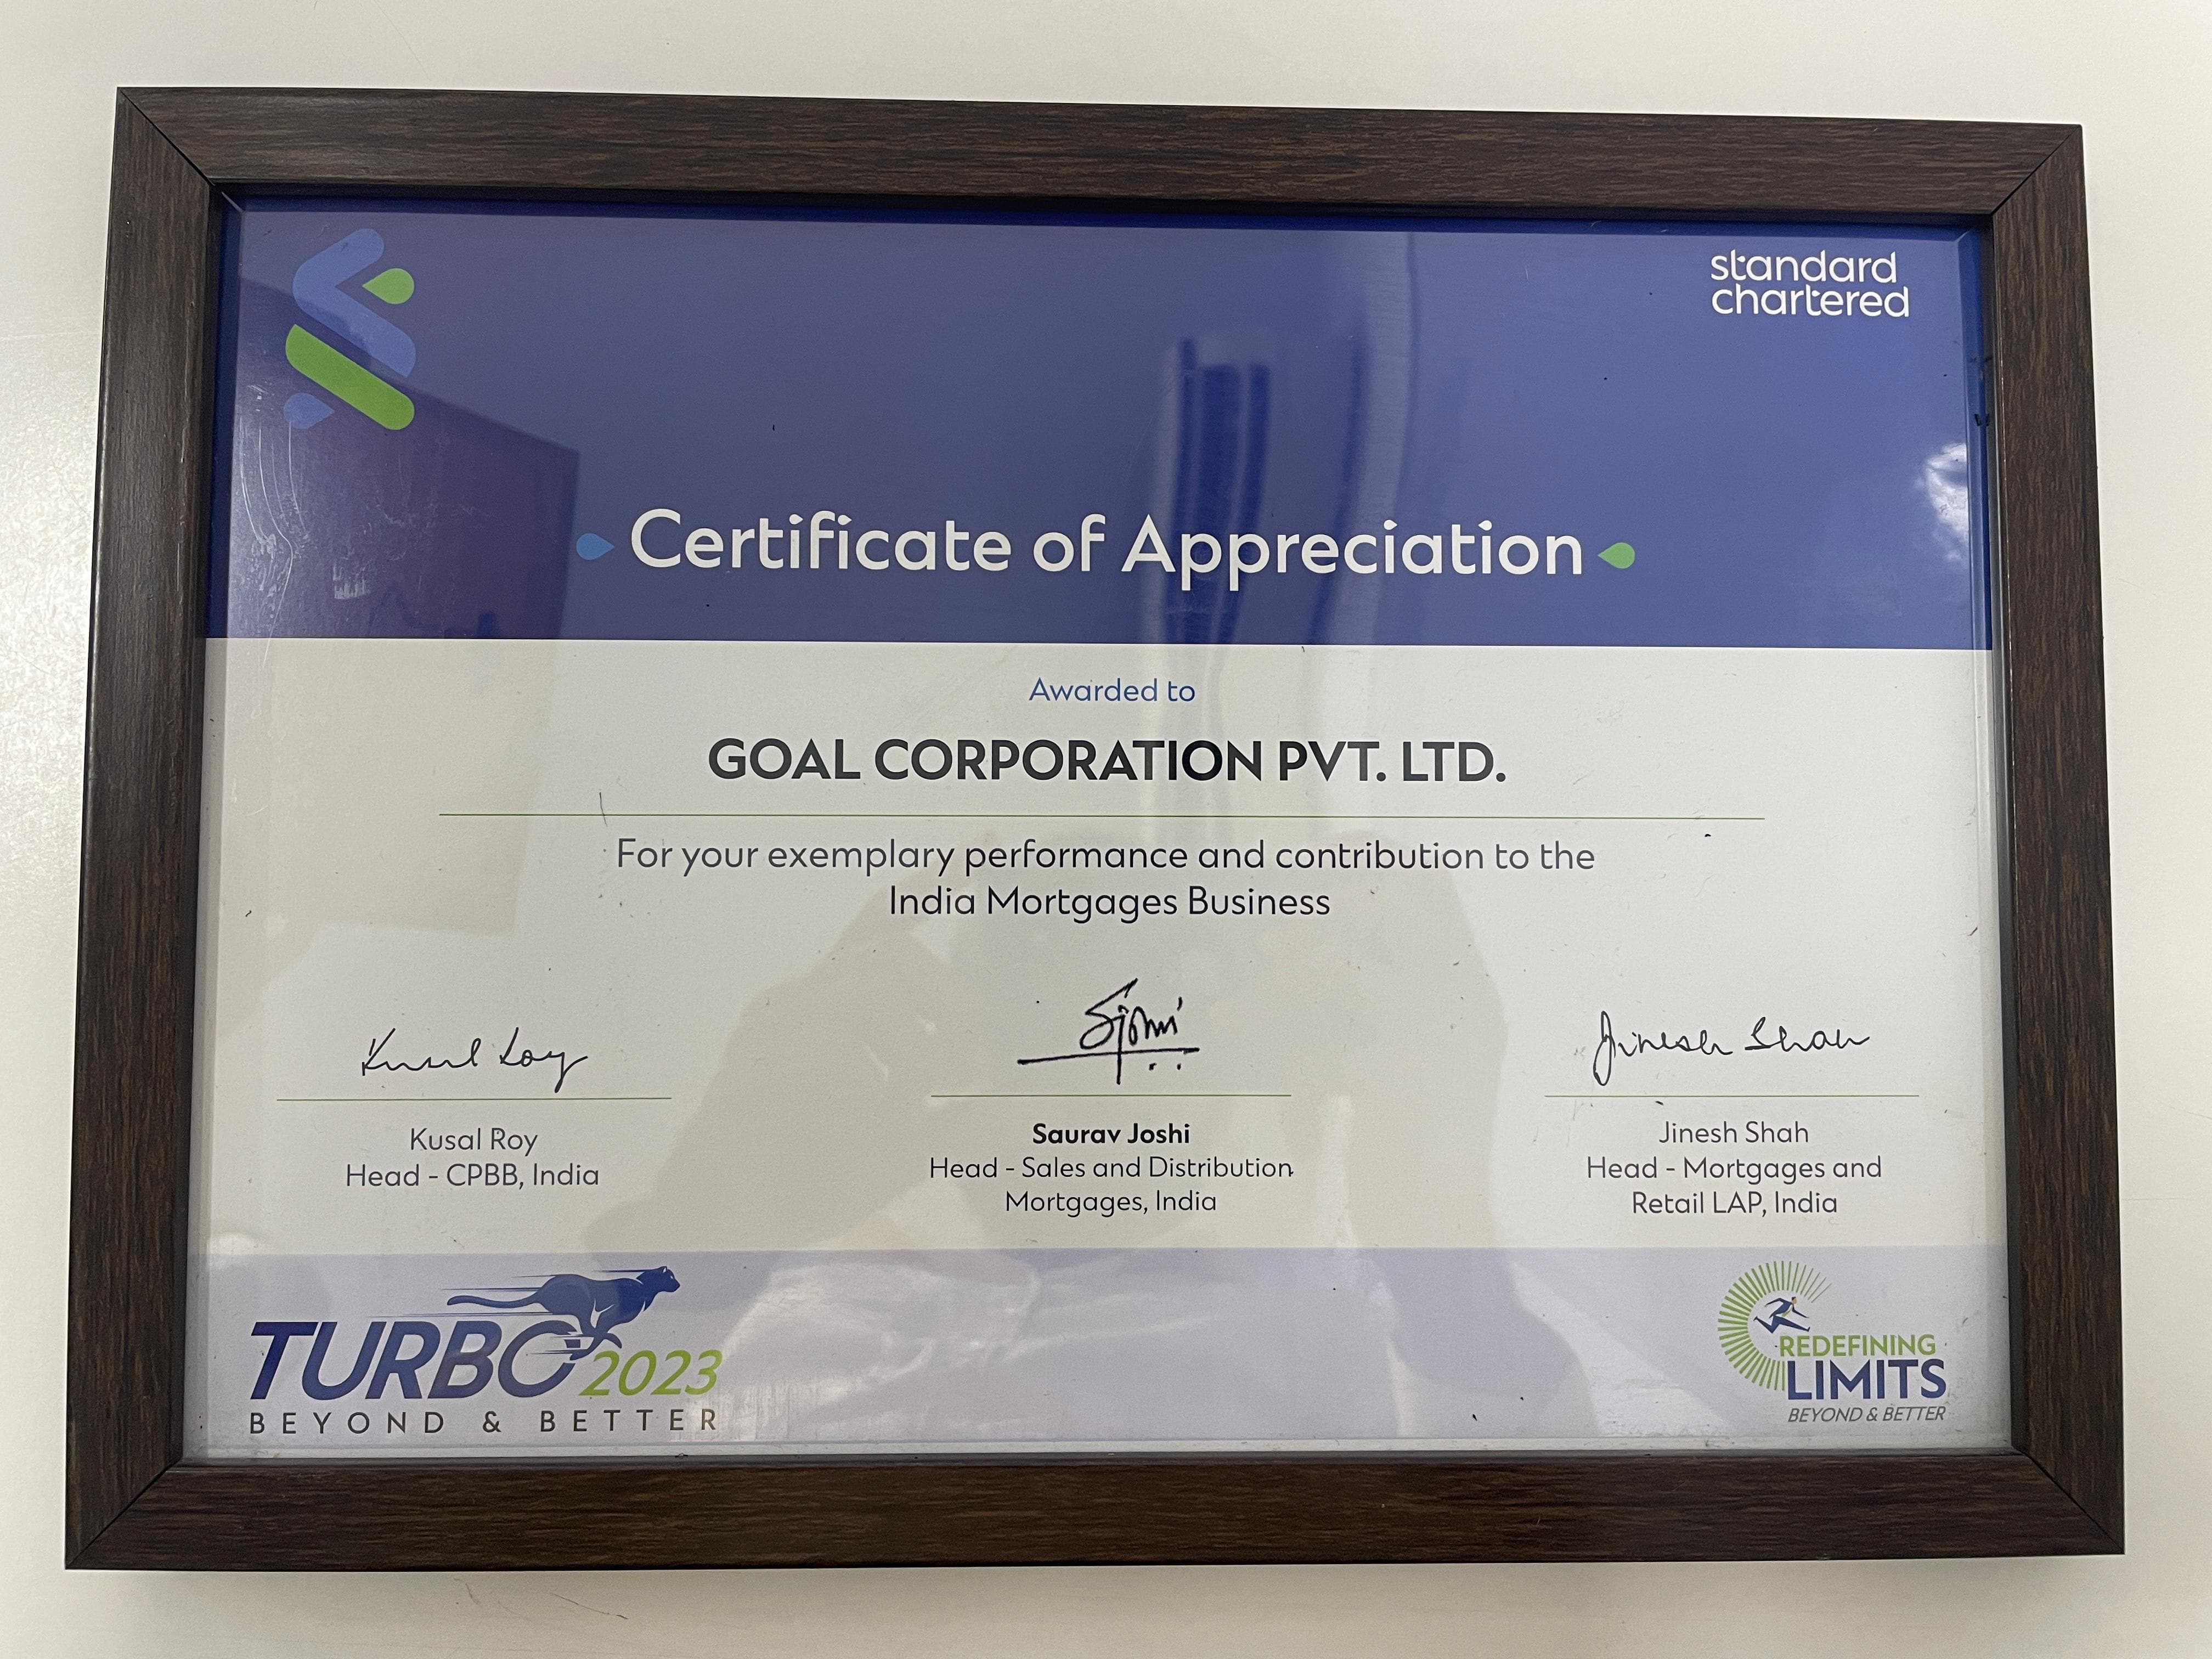 standard
chartered
Certificate of Appreciation
Awarded to
GOAL CORPORATION PVT. LTD.
For your exemplary performance and contribution to the
India Mortgages Business
Kusal Roy
Sjoshi
Jinesh Shah
Kusal Roy
Head - CPBB, India
Saurav Joshi
Head - Sales and Distribution
Mortgages, India
Jinesh Shah
Head - Mortgages and
Retail LAP, India
TURBO 2023
BEYOND & BETTER
REDEFINING
LIMITS
BEYOND & BETTER